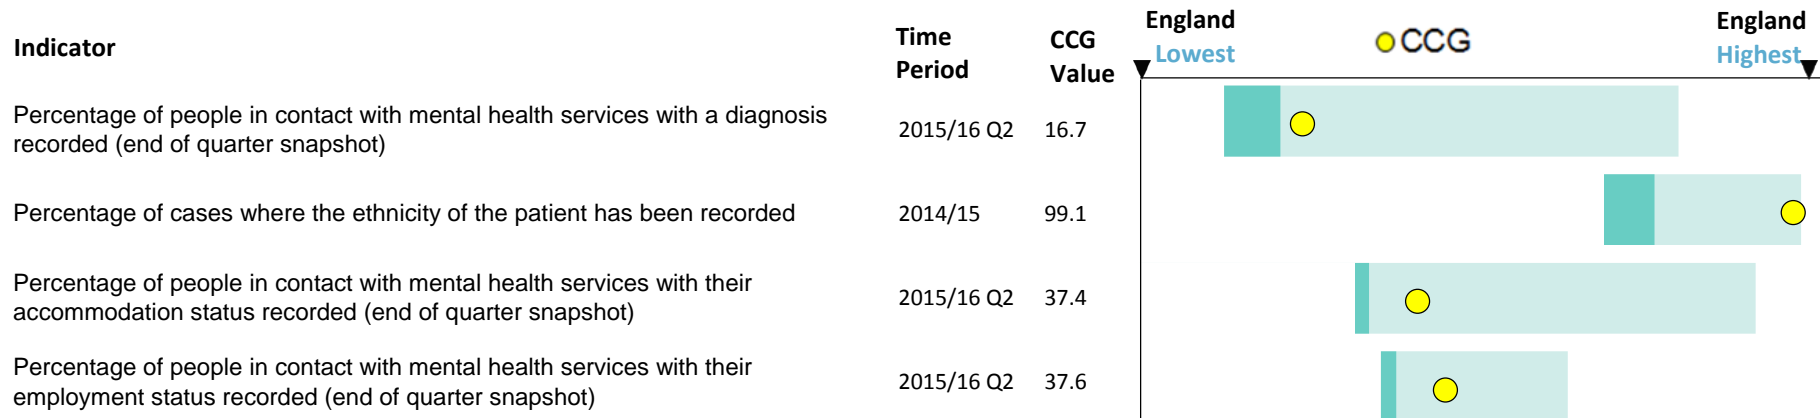 Indicator
Time Period
CCG Value
England Lowest
CCG
England Highest
Percentage of people in contact with mental health services with a diagnosis
recorded (end of quarter snapshot)
2015/16 Q2
16.7
Percentage of cases where the ethnicity of the patient has been recorded
2014/15
99.1
Percentage of people in contact with mental health services with their
accommodation status recorded (end of quarter snapshot)
2015/16 Q2
37.4
Percentage of people in contact with mental health services with their
employment status recorded (end of quarter snapshot)
2015/16 Q2
37.6